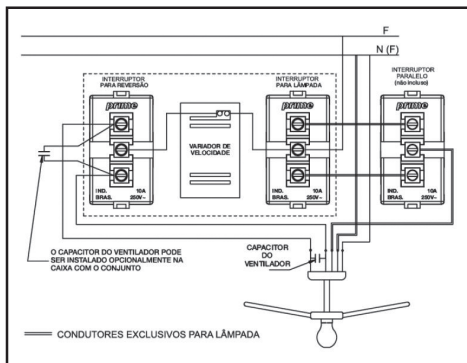 F
N (F)
INTERRUPTOR
PARA REVERSÃO
INTERRUPTOR
PARA LÂMPADA
INTERRUPTOR
PARALELO
(não incluso)
prime
prime
prime
VARIADOR DE
VELOCIDADE
IND. 10A
BRAS. 250V~
IND. 10A
BRAS. 250V~
IND. 10A
BRAS. 250V~
O CAPACITOR DO VENTILADOR PODE
SER INSTALADO OPCIONALMENTE NA
CAIXA COM O CONJUNTO
CAPACITOR
DO
VENTILADOR
CONDUTORES EXCLUSIVOS PARA LÂMPADA